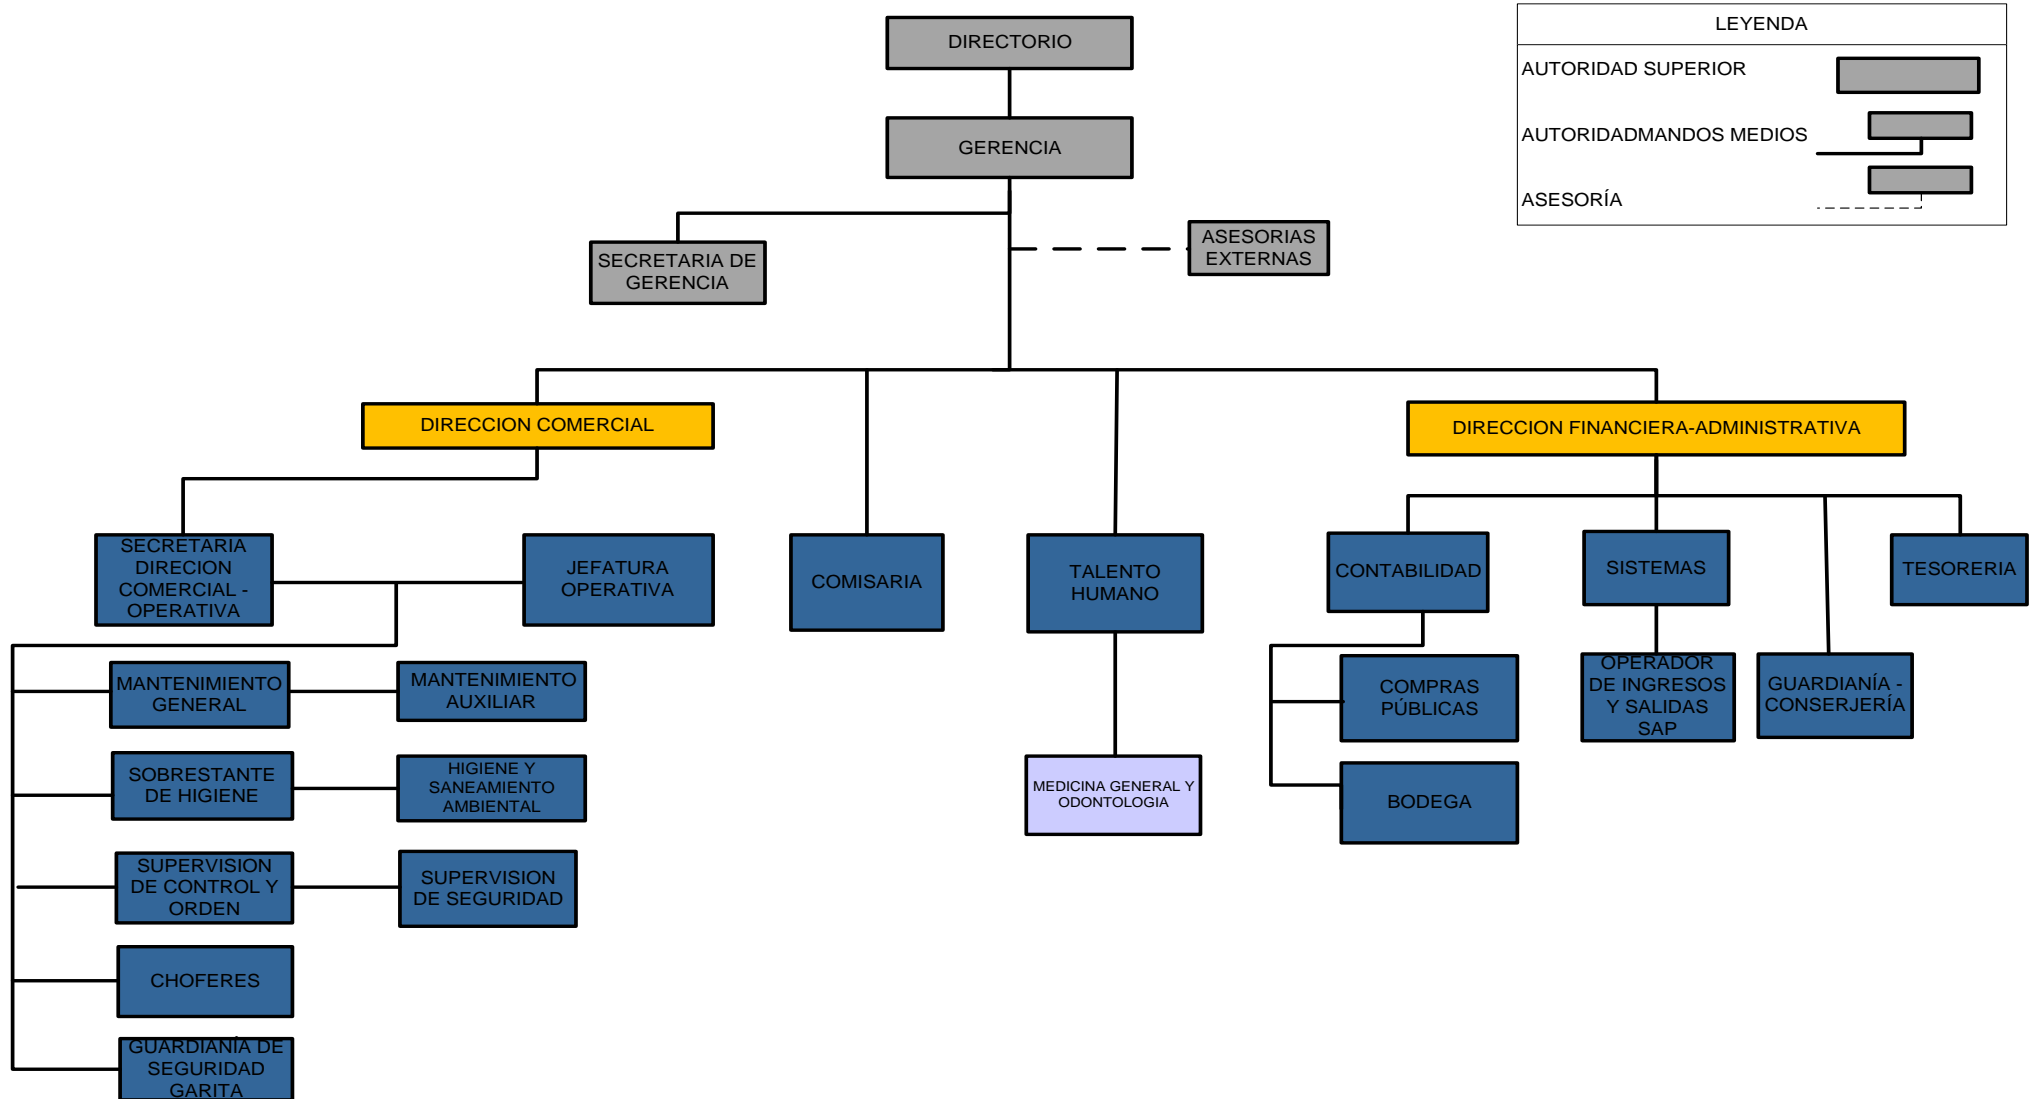 DIRECTORIO
LEYENDA
AUTORIDAD SUPERIOR
AUTORIDADMANDOS MEDIOS
ASESORÍA
GERENCIA
SECRETARIA DE
GERENCIA
ASESORIAS
EXTERNAS
DIRECCION COMERCIAL
DIRECCION FINANCIERA-ADMINISTRATIVA
SECRETARIA
DIRECION
COMERCIAL -
OPERATIVA
JEFATURA
OPERATIVA
COMISARIA
TALENTO
HUMANO
CONTABILIDAD
SISTEMAS
TESORERIA
MANTENIMIENTO
GENERAL
MANTENIMIENTO
AUXILIAR
COMPRAS
PÚBLICAS
OPERADOR
DE INGRESOS
Y SALIDAS
SAP
GUARDIANÍA -
CONSERJERÍA
SOBRESTANTE
DE HIGIENE
HIGIENE Y
SANEAMIENTO
AMBIENTAL
MEDICINA GENERAL Y
ODONTOLOGIA
BODEGA
SUPERVISION
DE CONTROL Y
ORDEN
SUPERVISION
DE SEGURIDAD
CHOFERES
GUARDIANÍA DE
SEGURIDAD
GARITA